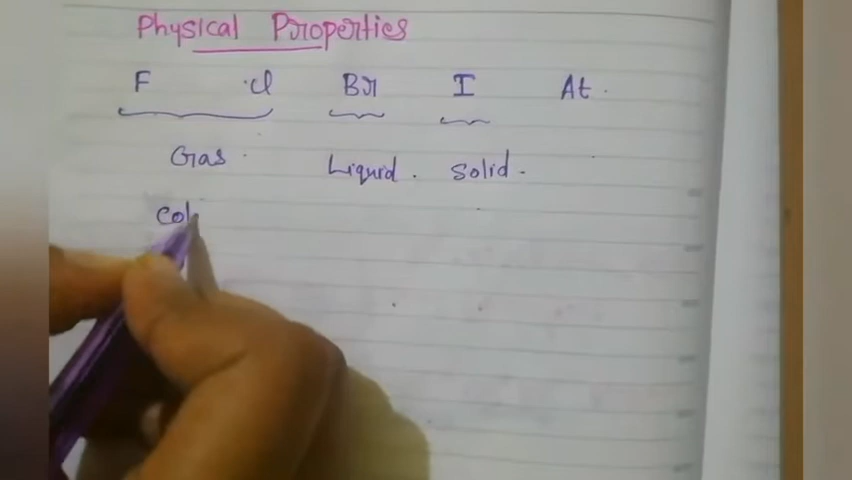 Physical Properties
F Cl Br I At.
Gas. Liquid. Solid.
Col